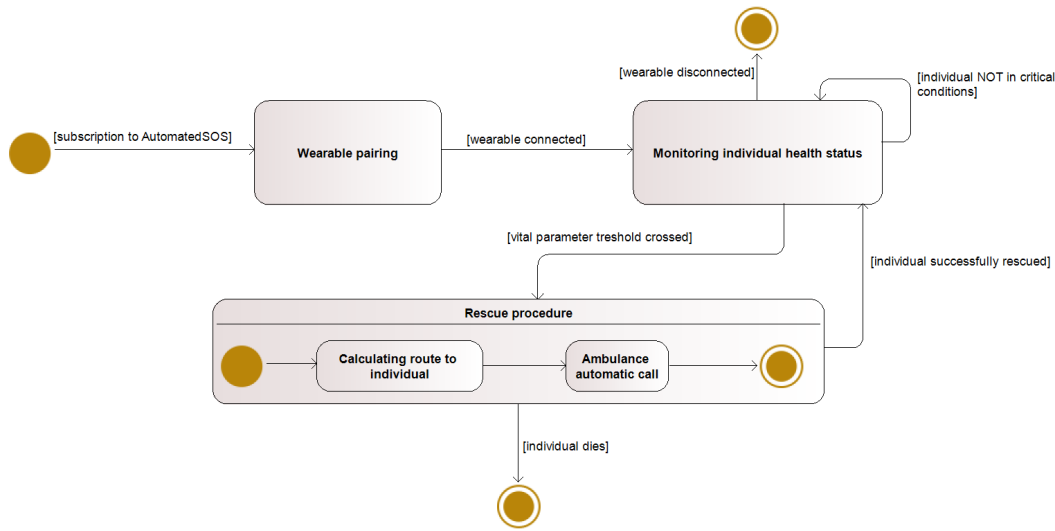 [wearable disconnected]
[individual NOT in critical
conditions]
[subscription to AutomatedSOS]
Wearable pairing
[wearable connected]
Monitoring individual health status
[vital parameter treshold crossed]
[individual successfully rescued]
Rescue procedure
Calculating route to
individual
Ambulance
automatic call
[individual dies]